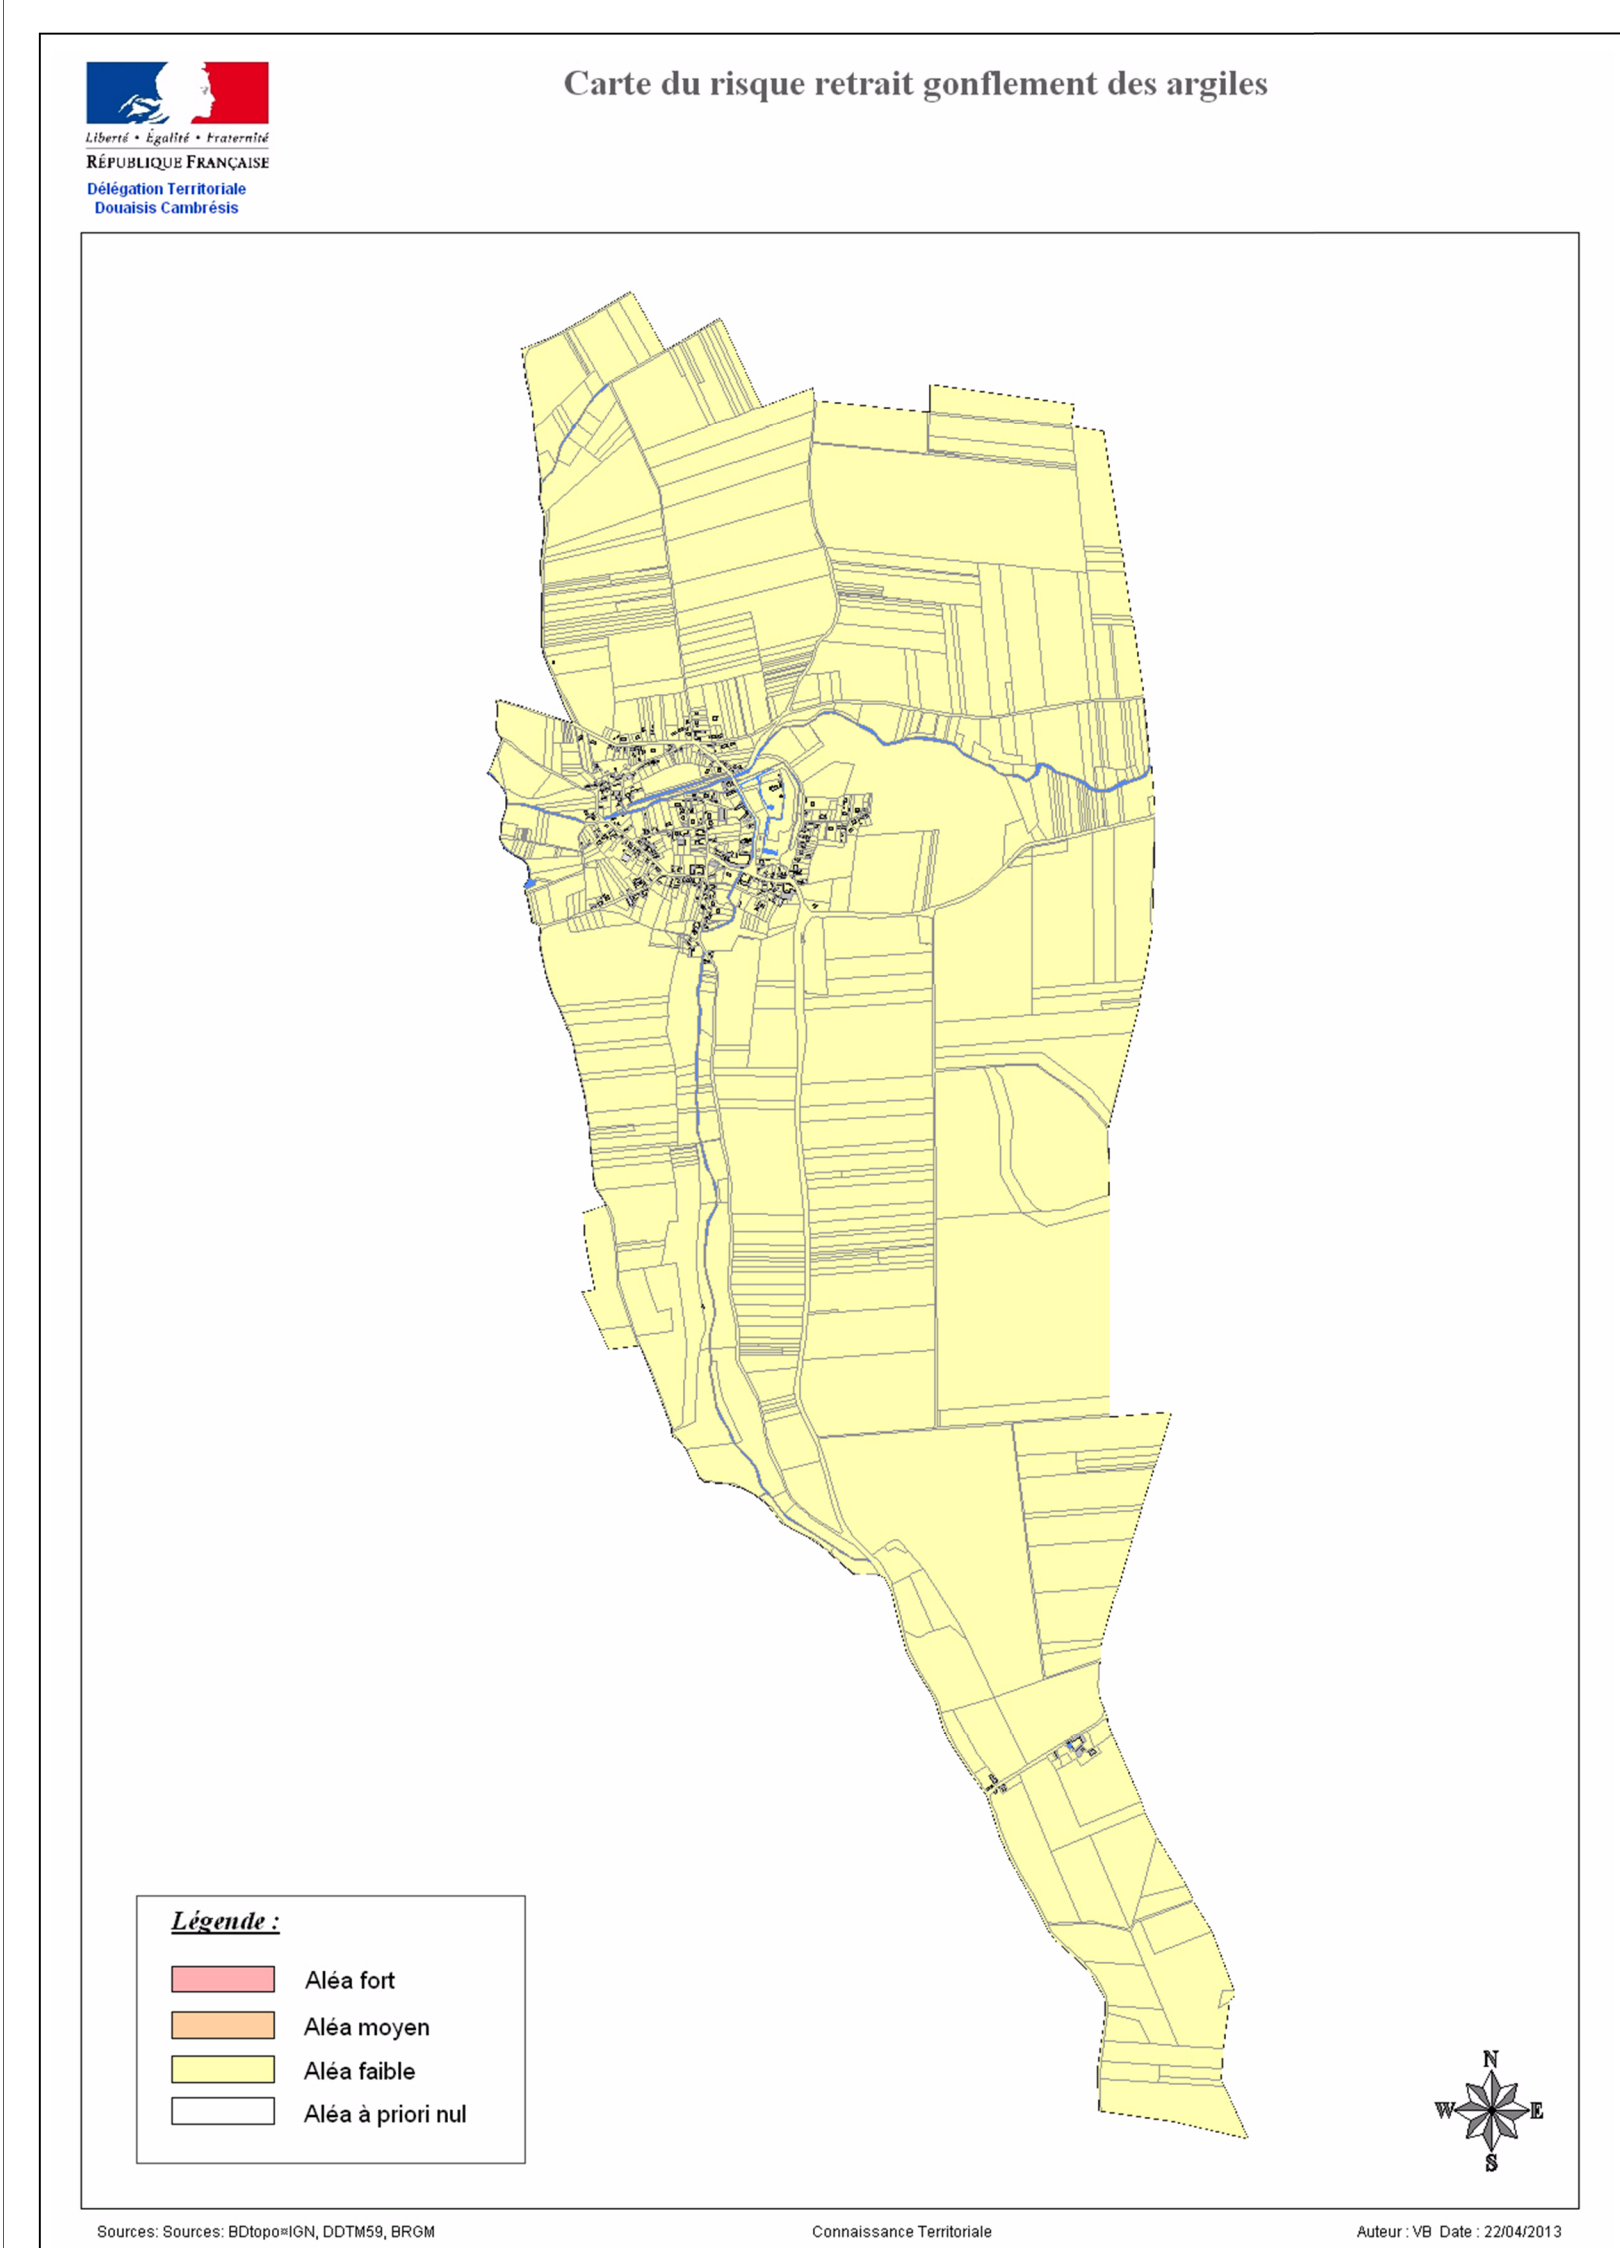 Carte du risque retrait gonflement des argiles
Liberté • Égalité • Fraternité
RÉPUBLIQUE FRANÇAISE
Délégation Territoriale
Douaisis Cambrésis
Légende :
Aléa fort
Aléa moyen
Aléa faible
Aléa à priori nul
N
W E
S
Sources: Sources: BDtopo¤IGN, DDTM59, BRGM
Connaissance Territoriale
Auteur : VB Date : 22/04/2013